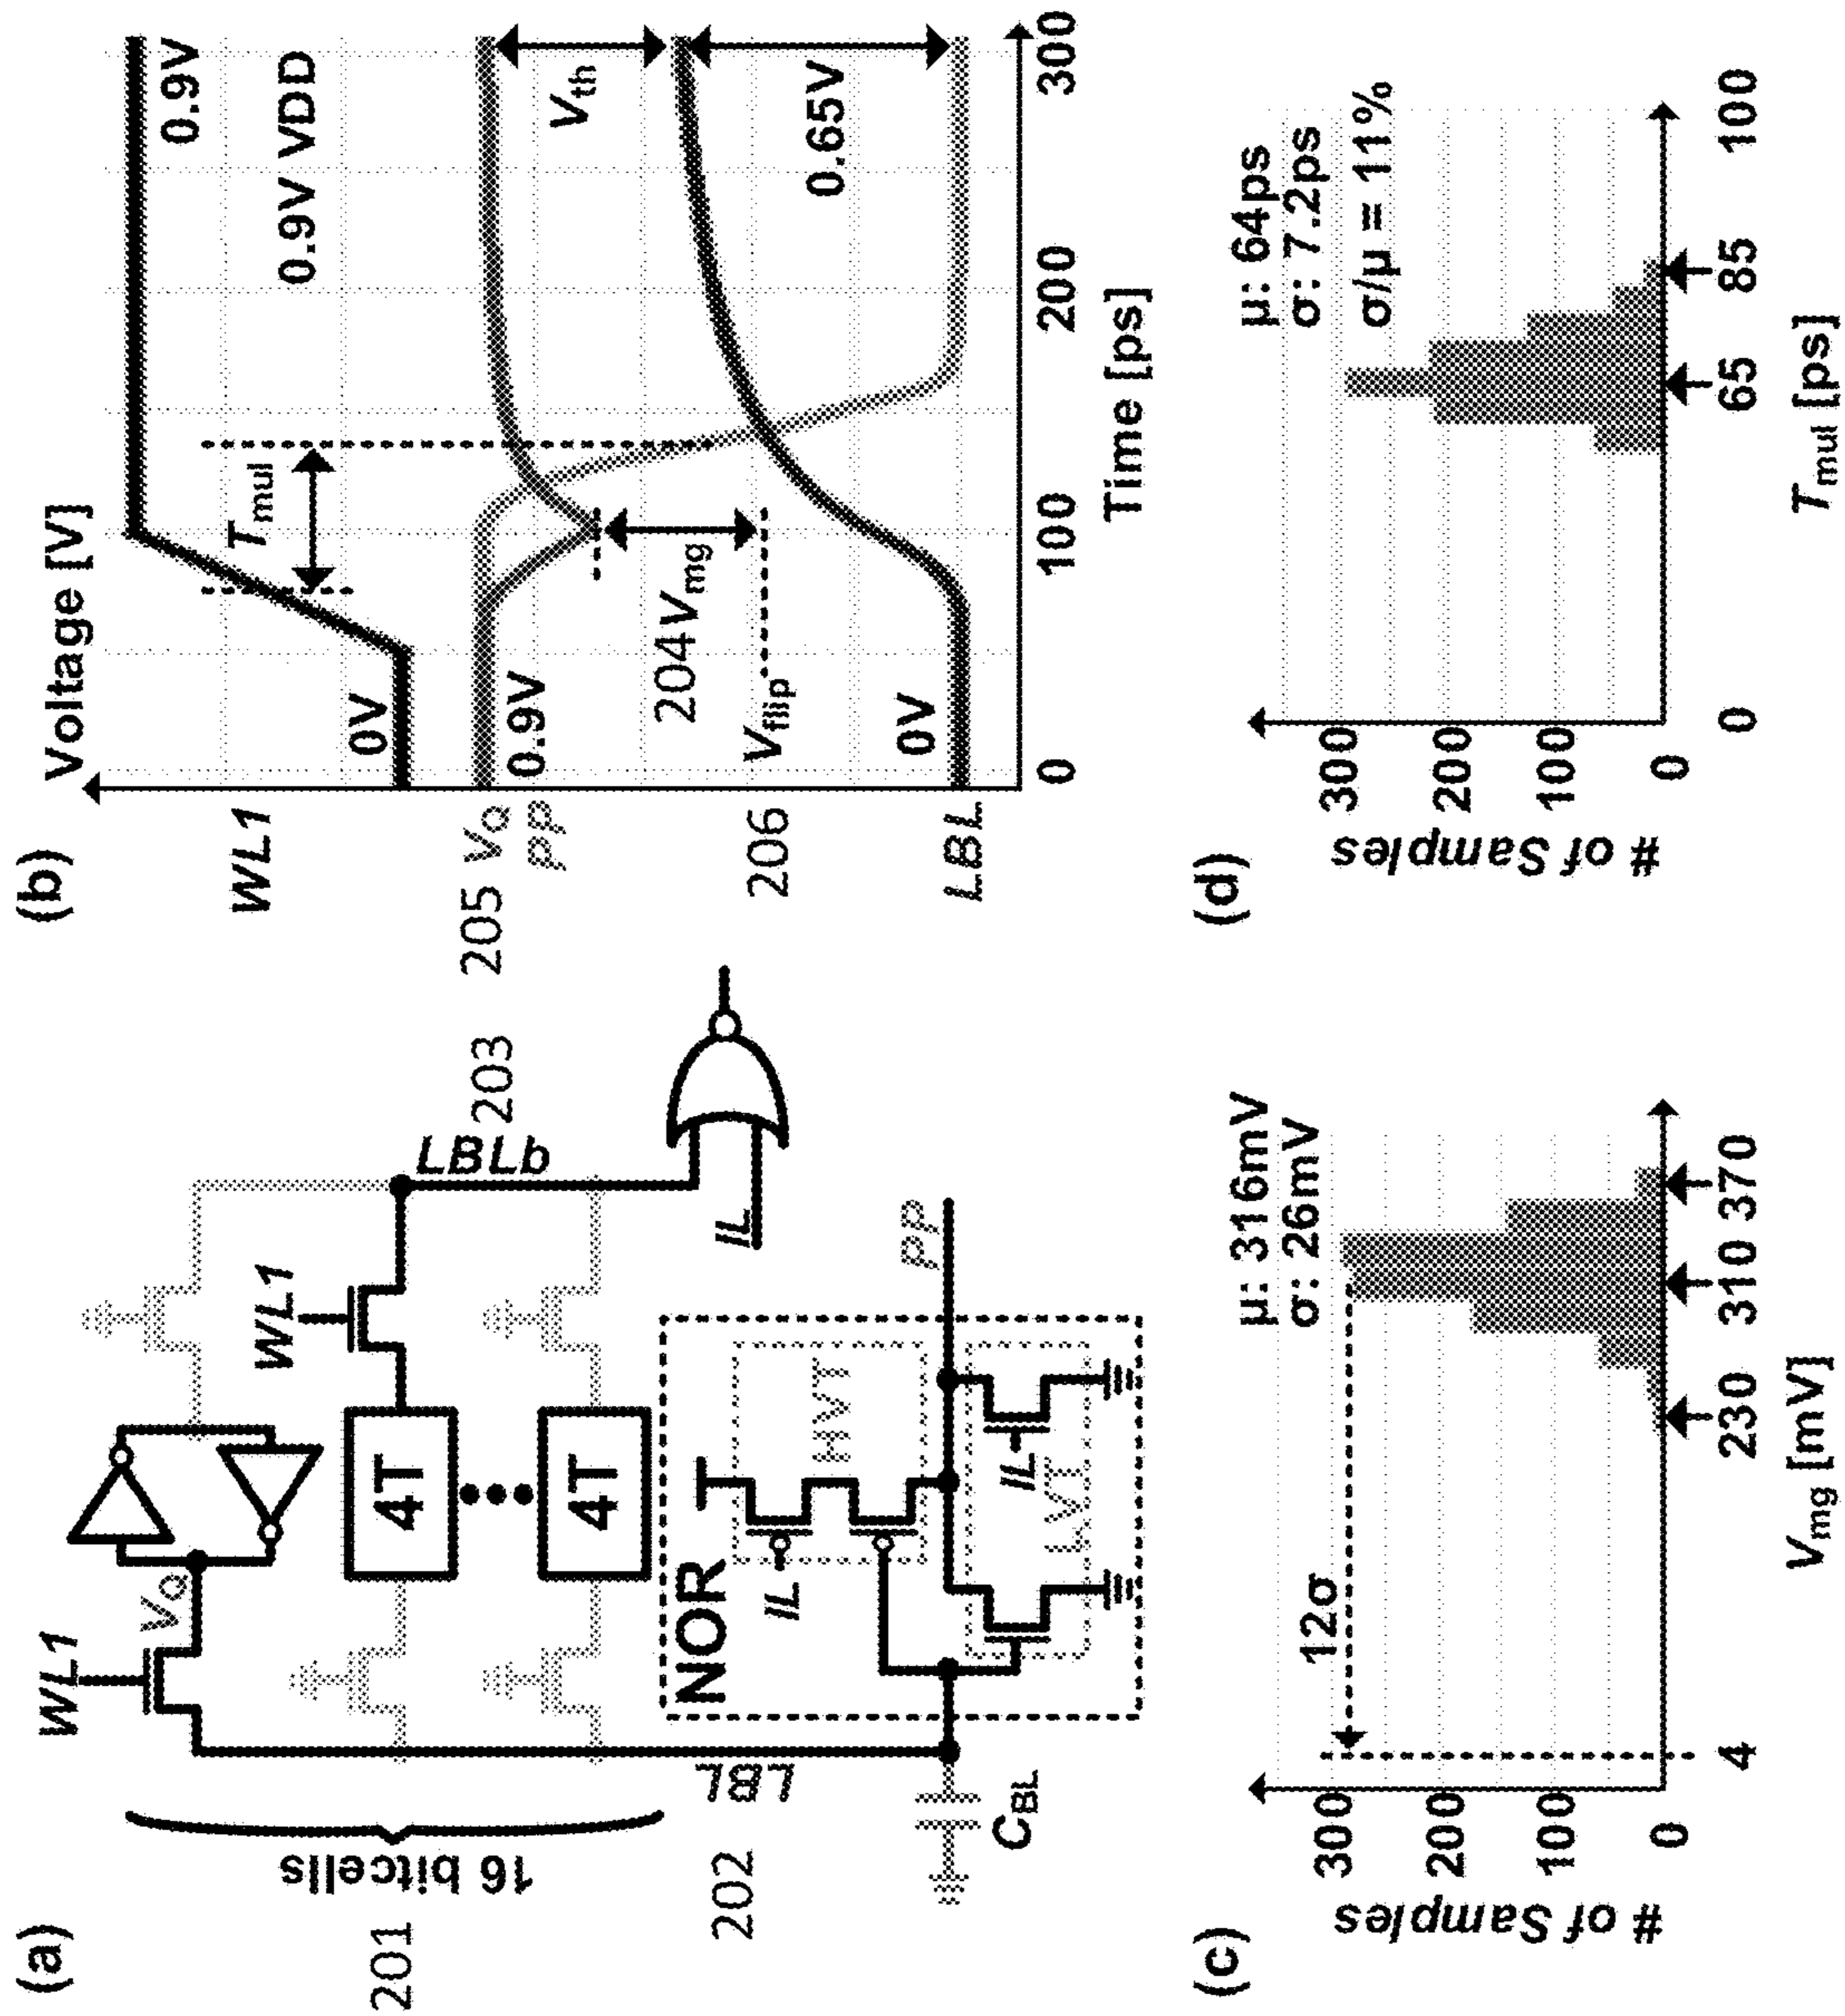 (a)
201
16 bitcells
WL1
VQ
4T
4T
WL1
LBLb
203
IL
202
LBL
CBL
NOR
IL
HVT
LVT
IL
PP
(b)
Voltage [V]
WL1
0V
0.9V
0.9V VDD
Tmul
205 VQ
PP
0.9V
Vth
204Vmg
206
Vflip
0.65V
LBL
0V
0
100
200
300
Time [ps]
(c)
# of Samples
300
200
100
0
12σ
µ: 316mV
σ: 26mV
4
230
310
370
Vmg [mV]
(d)
# of Samples
300
200
100
0
µ: 64ps
σ: 7.2ps
σ/µ = 11%
0
65
85
100
Tmul [ps]